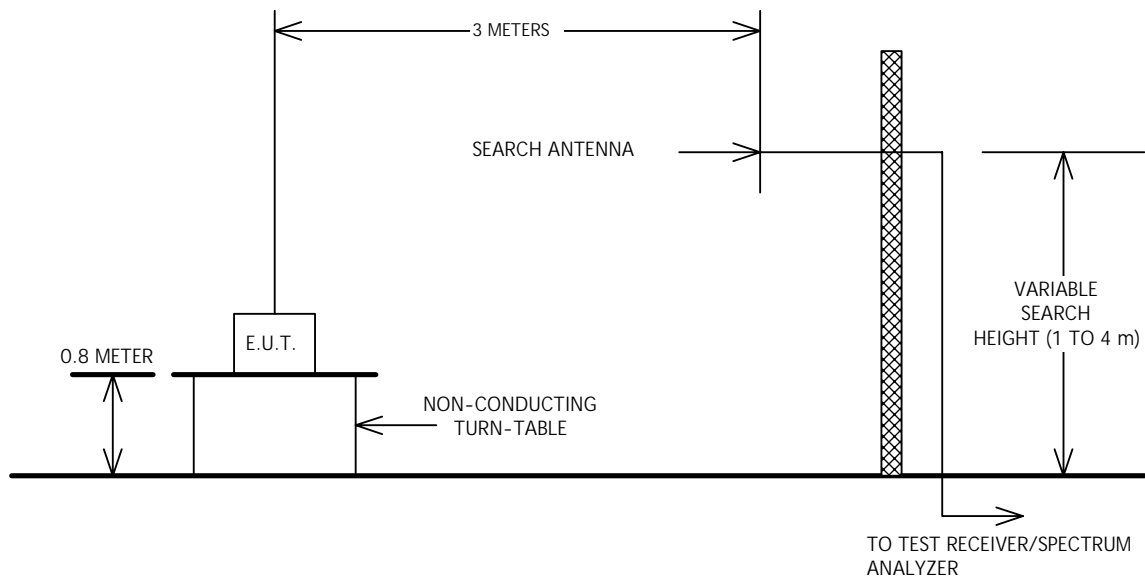 3 METERS
SEARCH ANTENNA
VARIABLE
SEARCH
HEIGHT (1 TO 4 m)
E.U.T.
0.8 METER
NON-CONDUCTING
TURN-TABLE
TO TEST RECEIVER/SPECTRUM
ANALYZER